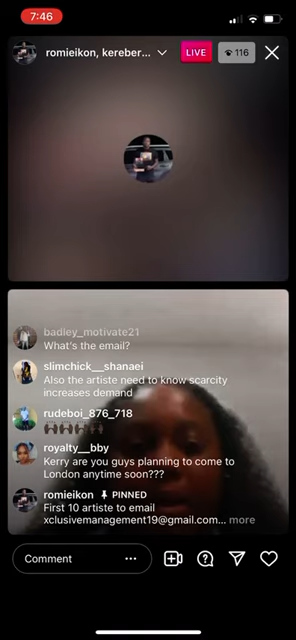 7:46
romieikon, kereber...
LIVE
116
badley_motivate21
What's the email?
slimchick__shanaei
Also the artiste need to know scarcity
increases demand
rudeboi_876_718
royalty__bby
Kerry are you guys planning to come to
London anytime soon???
romieikon PINNED
First 10 artiste to email
xclusivemanagement19@gmail.com... more
Comment